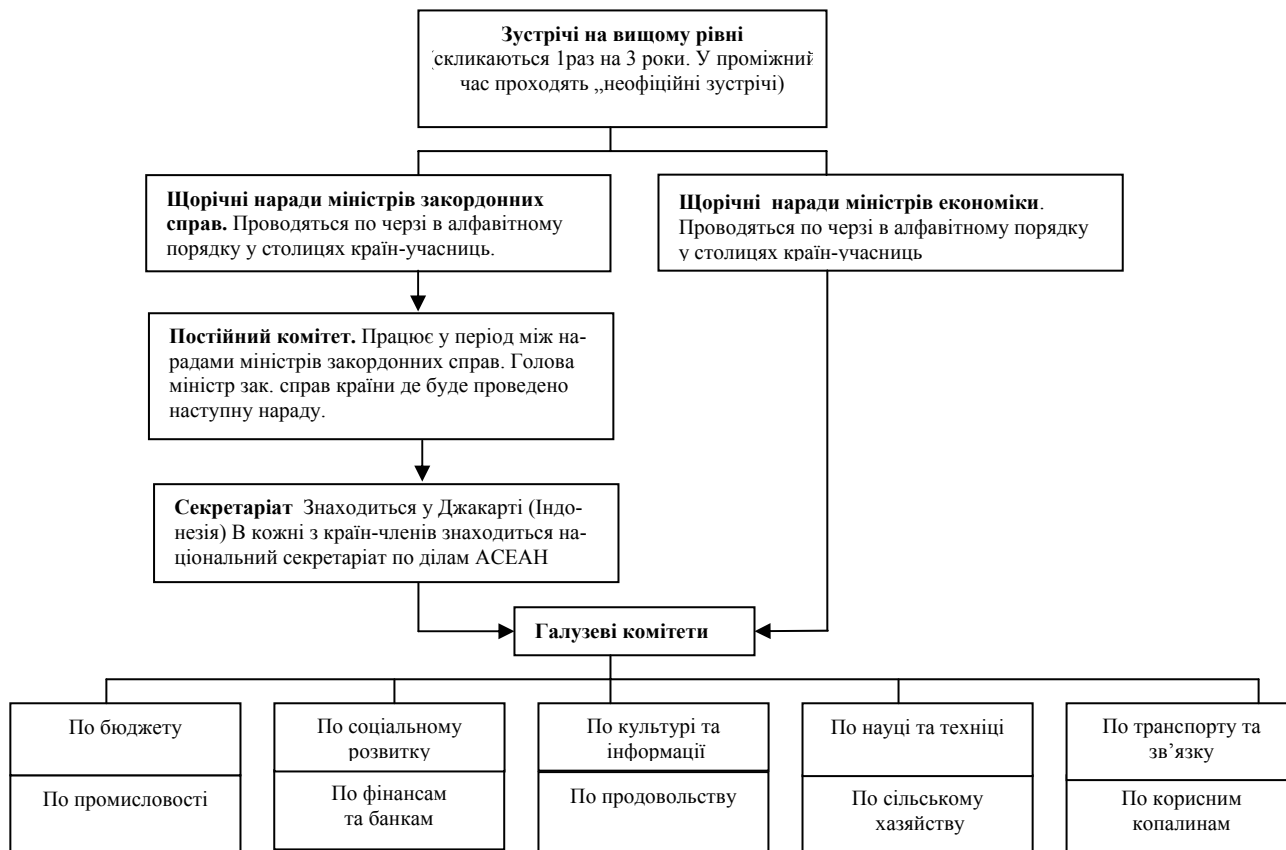 Зустрічі на вищому рівні
(скликаються 1раз на 3 роки. У проміжний
час проходять „неофіційні зустрічі)
Щорічні наради міністрів закордонних
справ. Проводяться по черзі в алфавітному
порядку у столицях країн-учасниць.
Щорічні наради міністрів економіки.
Проводяться по черзі в алфавітному порядку
у столицях країн-учасниць
Постійний комітет. Працює у період між на-
радами міністрів закордонних справ. Голова
міністр зак. справ країни де буде проведено
наступну нараду.
Секретаріат Знаходиться у Джакарті (Індо-
незія) В кожні з країн-членів знаходиться на-
ціональний секретаріат по ділам АСЕАН
Галузеві комітети
По бюджету
По соціальному
розвитку
По культурі та
інформації
По науці та техніці
По транспорту та
зв’язку
По промисловості
По фінансам
та банкам
По продовольству
По сільському
хазяйству
По корисним
копалинам